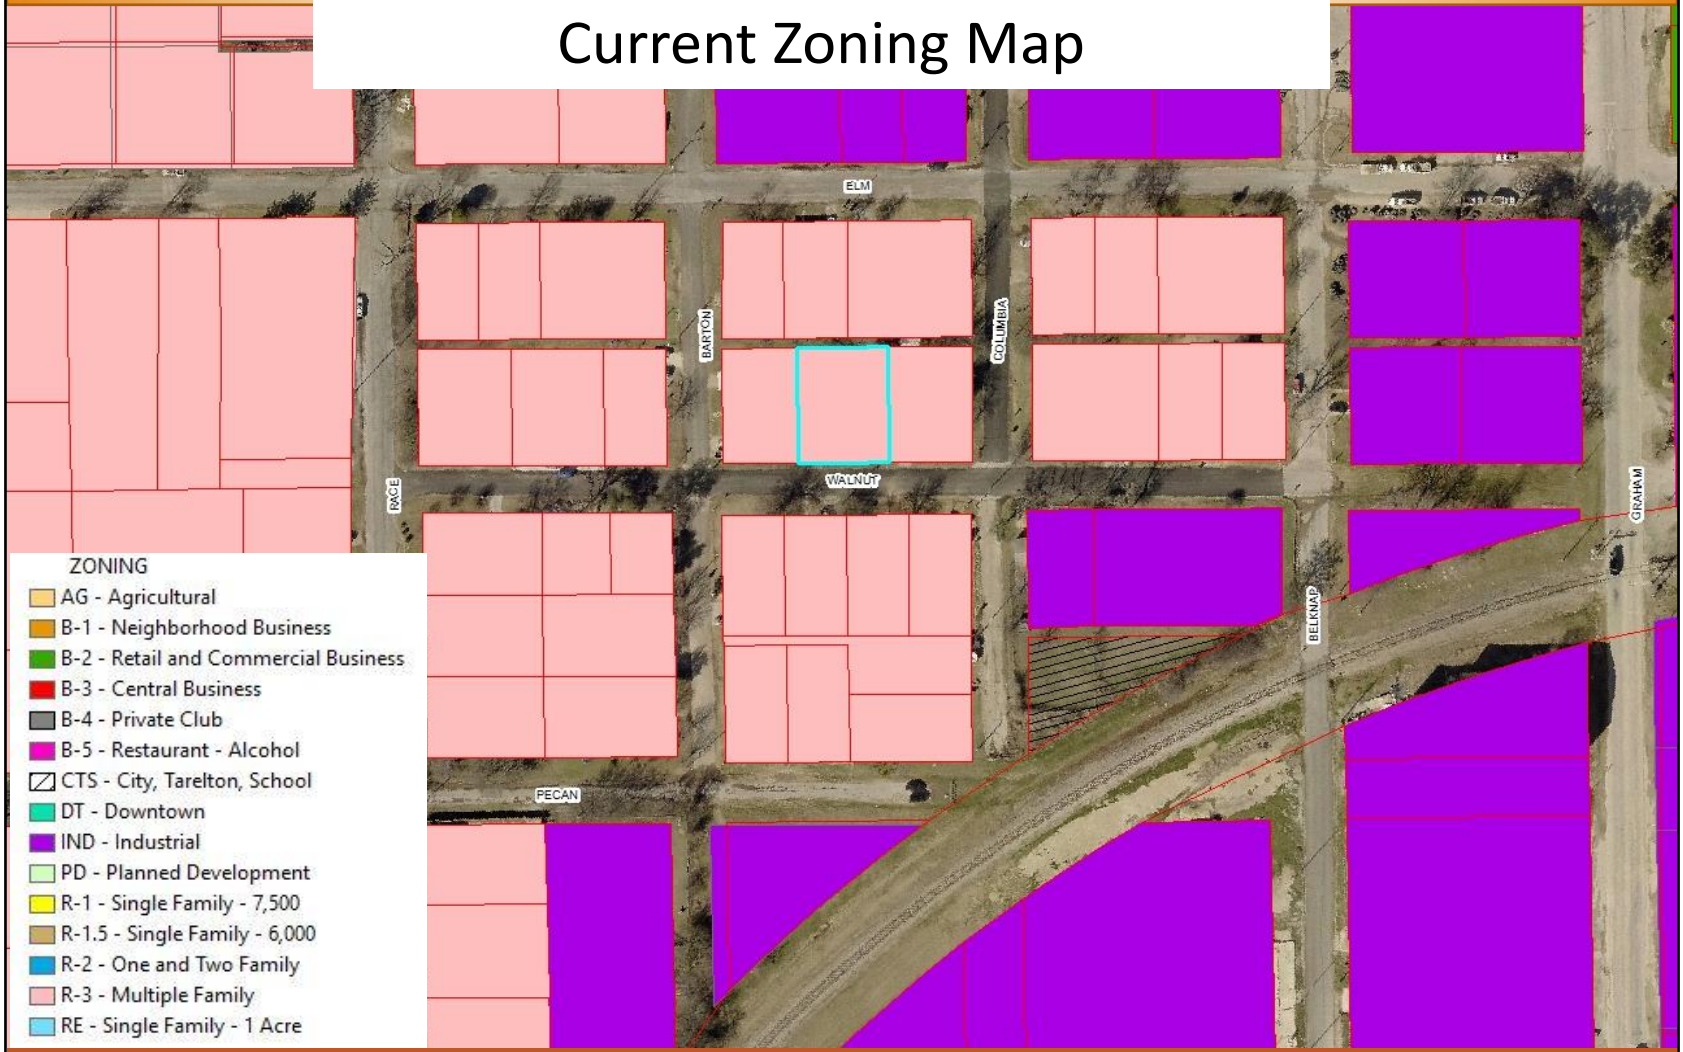 Current Zoning Map
ELM
BARTON
COLUMBIA
WALNUT
RACE
GRAHAM
BELKNAP
PECAN
ZONING
AG - Agricultural
B-1 - Neighborhood Business
B-2 - Retail and Commercial Business
B-3 - Central Business
B-4 - Private Club
B-5 - Restaurant - Alcohol
CTS - City, Tarelton, School
DT - Downtown
IND - Industrial
PD - Planned Development
R-1 - Single Family - 7,500
R-1.5 - Single Family - 6,000
R-2 - One and Two Family
R-3 - Multiple Family
RE - Single Family - 1 Acre